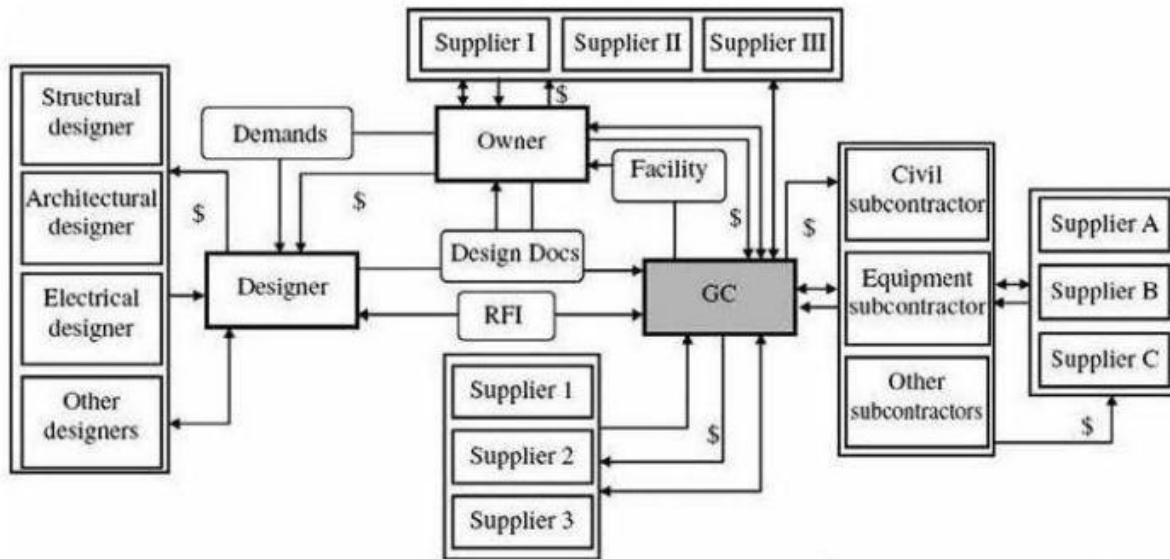 Supplier I
Supplier II
Supplier III
$
Structural
designer
Architectural
designer
Electrical
designer
Other
designers
Demands
Owner
Facility
$
$
$
$
Civil
subcontractor
Equipment
subcontractor
Other
subcontractors
Supplier A
Supplier B
Supplier C
$
Design Docs
Designer
GC
RFI
Supplier 1
Supplier 2
Supplier 3
$